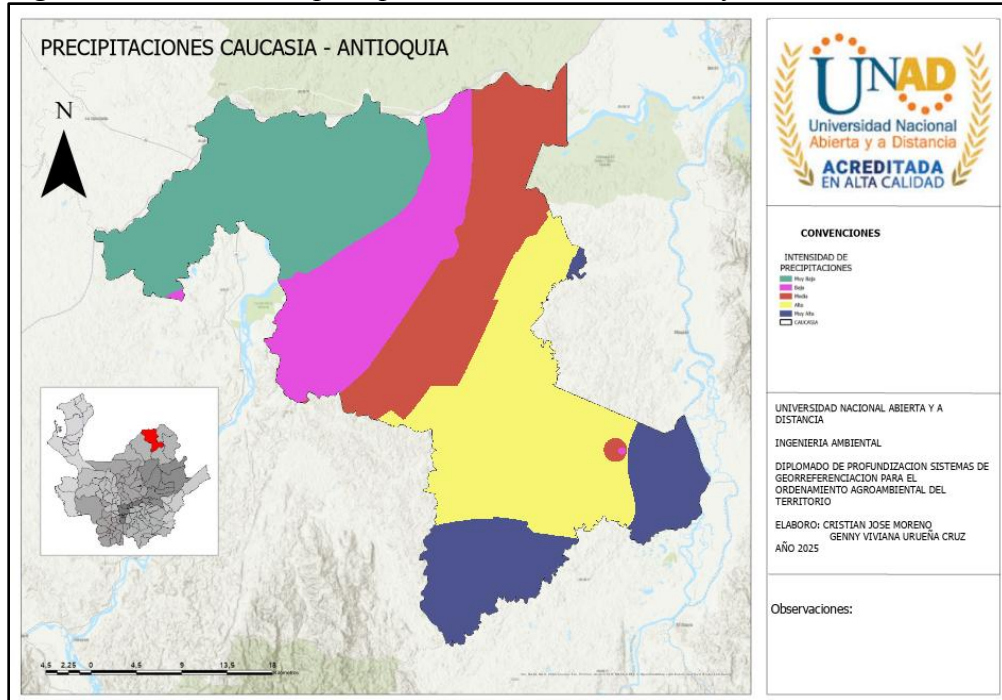 PRECIPITACIONES CAUCASIA - ANTIOQUIA
N
UNAD
Universidad Nacional
Abierta y a Distancia
ACREDITADA
EN ALTA CALIDAD
CONVENCIONES
INTENSIDAD DE
PRECIPITACIONES
Muy Baja
Baja
Media
Alta
Muy Alta
CAUCASIA
UNIVERSIDAD NACIONAL ABIERTA Y A
DISTANCIA
INGENIERIA AMBIENTAL
DIPLOMADO DE PROFUNDIZACION SISTEMAS DE
GEORREFERENCIACION PARA EL
ORDENAMIENTO AGROAMBIENTAL DEL
TERRITORIO
ELABORO: CRISTIAN JOSE MORENO
GENNY VIVIANA URUEÑA CRUZ
AÑO 2025
Observaciones:
4,5 2,25 0 4,5 9 13,5 18